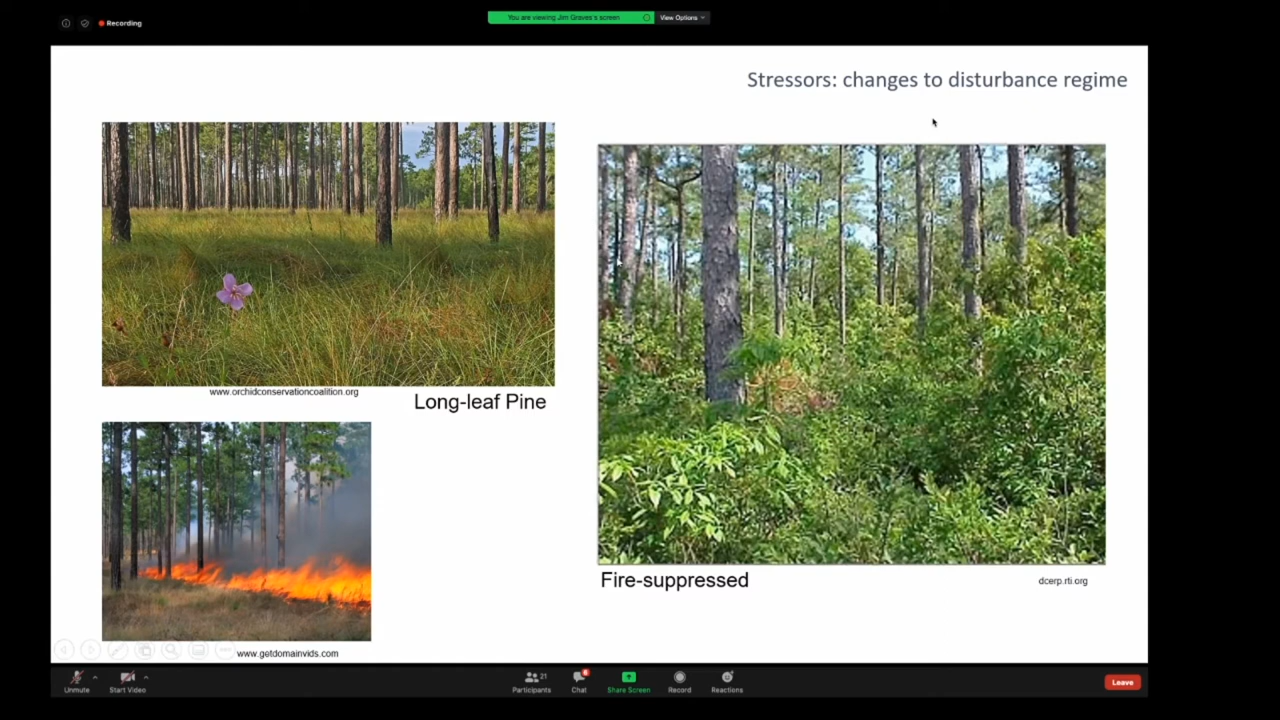 Recording
You are viewing Jim Graves's screen
View Options
Stressors: changes to disturbance regime
www.orchidconservationcoalition.org
Long-leaf Pine
Fire-suppressed
dcerp.rti.org
www.getdomainvids.com
Unmute
Start Video
Participants
21
Chat
Share Screen
Record
Reactions
Leave